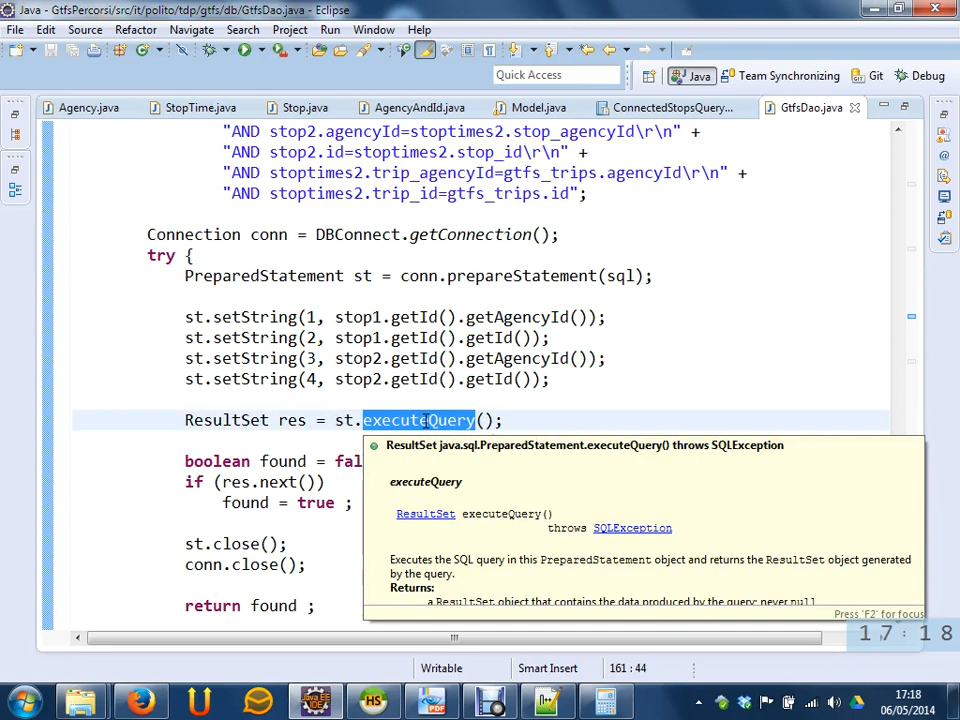 Java - GtfsPercorsi/src/it/polito/tdp/gtfs/db/GtfsDao.java - Eclipse
File Edit Source Refactor Navigate Search Project Run Window Help
Quick Access
Java Team Synchronizing Git Debug
Agency.java StopTime.java Stop.java AgencyAndId.java Model.java ConnectedStopsQuery... GtfsDao.java
"AND stop2.agencyId=stoptimes2.stop_agencyId\r\n" +
"AND stop2.id=stoptimes2.stop_id\r\n" +
"AND stoptimes2.trip_agencyId=gtfs_trips.agencyId\r\n" +
"AND stoptimes2.trip_id=gtfs_trips.id";
Connection conn = DBConnect.getConnection();
try {
PreparedStatement st = conn.prepareStatement(sql);
st.setString(1, stop1.getId().getAgencyId());
st.setString(2, stop1.getId().getId());
st.setString(3, stop2.getId().getAgencyId());
st.setString(4, stop2.getId().getId());
ResultSet res = st.executeQuery();
ResultSet java.sql.PreparedStatement.executeQuery() throws SQLException
boolean found = fal
if (res.next())
found = true ;
st.close();
conn.close();
return found ;
executeQuery
ResultSet executeQuery()
throws SQLException
Executes the SQL query in this PreparedStatement object and returns the ResultSet object generated
by the query.
Returns:
a ResultSet object that contains the data produced by the query; never null
Press 'F2' for focus
17:18
Writable Smart Insert 161 : 44
Java EE IDE HS PDF
17:18
06/05/2014